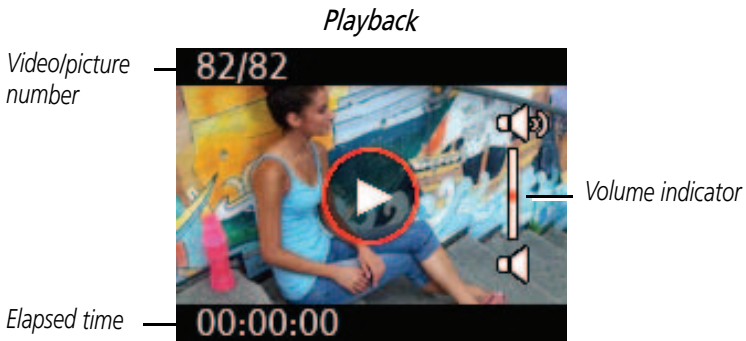 Playback
Video/picture
number
82/82
Volume indicator
Elapsed time
00:00:00